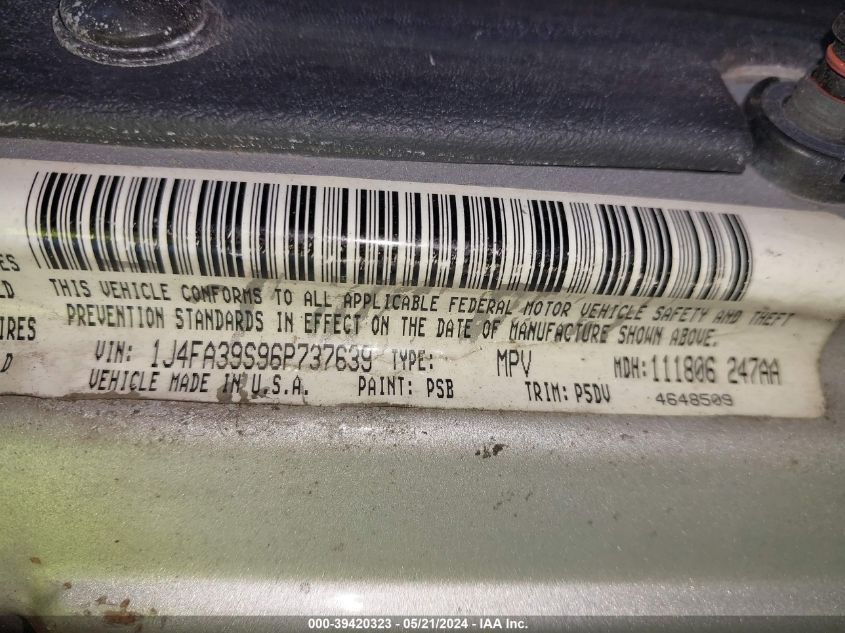 ES
LD
THIS VEHICLE CONFORMS TO ALL APPLICABLE FEDERAL MOTOR VEHICLE SAFETY AND THEFT
IRES
PREVENTION STANDARDS IN EFFECT ON THE DATE OF MANUFACTURE SHOWN ABOVE.
D
VIN: 1J4FA39S96P737639 TYPE: MPV MDH: 111806 247AA
VEHICLE MADE IN U.S.A. PAINT: PSB TRIM: P5DV 4648509
000-39420323 - 05/21/2024 - IAA Inc.